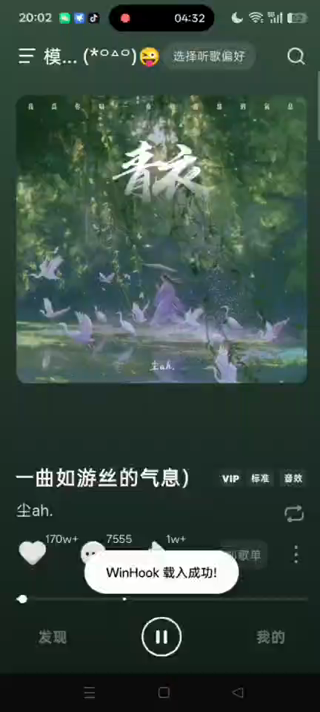 20:02
04:32
模... (*º▵º)😜
选择听歌偏好
青衣
尘ah.
一曲如游丝的气息)
VIP
标准
音效
尘ah.
170w+
7555
1w+
歌单
WinHook 载入成功!
发现
我的